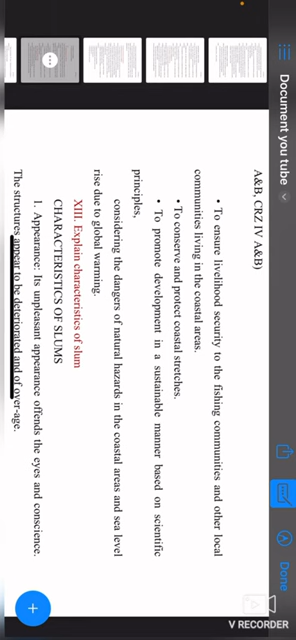 Document you tube
Done
A&B, CRZ IV A&B)
• To ensure livelihood security to the fishing communities and other local
communities living in the coastal areas.
• To conserve and protect coastal stretches.
• To promote development in a sustainable manner based on scientific
principles,
considering the dangers of natural hazards in the coastal areas and sea level
rise due to global warming.
XIII. Explain characteristics of slum
CHARACTERISTICS OF SLUMS
1. Appearance: Its unpleasant appearance offends the eyes and conscience.
The structures appear to be deteriorated and of over-age.
V RECORDER